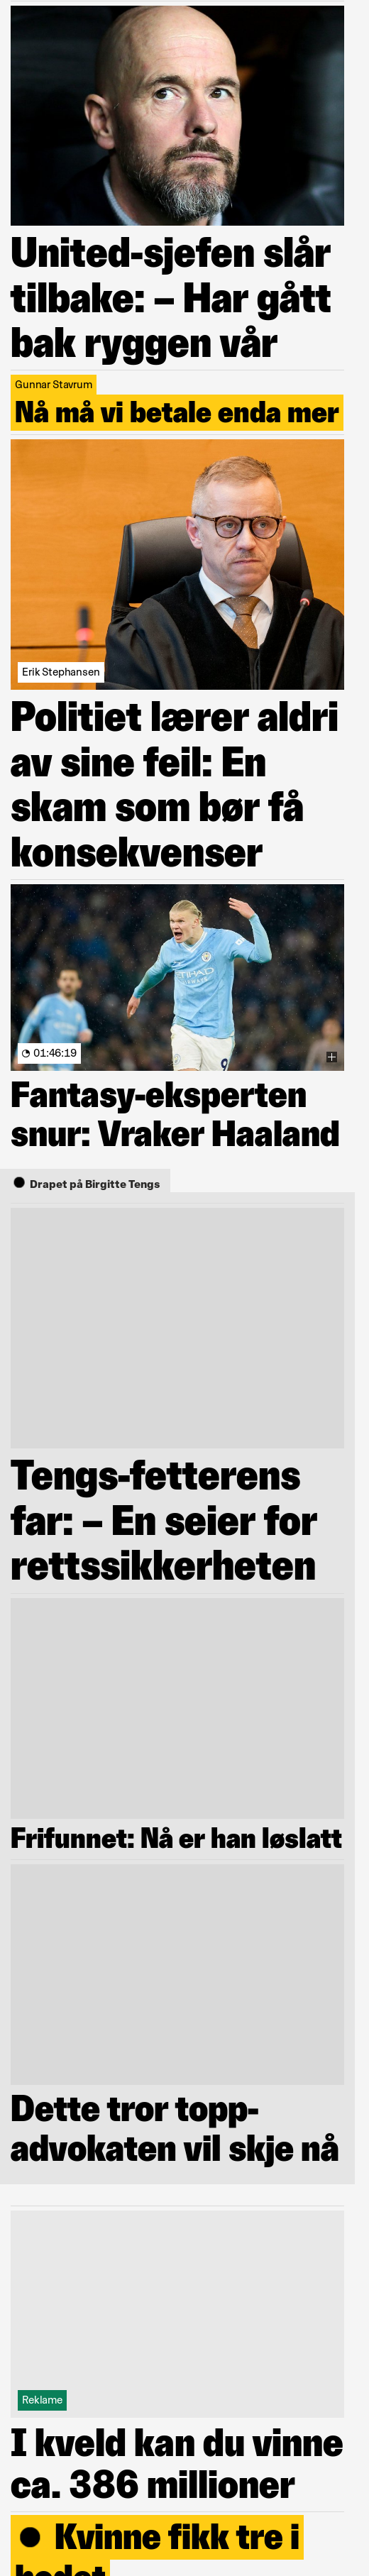 United-sjefen slår
tilbake: – Har gått
bak ryggen vår
Gunnar Stavrum
Nå må vi betale enda mer
Erik Stephansen
Politiet lærer aldri
av sine feil: En
skam som bør få
konsekvenser
ETIHAD
9
01:46:19
Fantasy-eksperten
snur: Vraker Haaland
Drapet på Birgitte Tengs
Tengs-fetterens
far: – En seier for
rettssikkerheten
Frifunnet: Nå er han løslatt
Dette tror topp-
advokaten vil skje nå
Reklame
I kveld kan du vinne
ca. 386 millioner
Kvinne fikk tre i